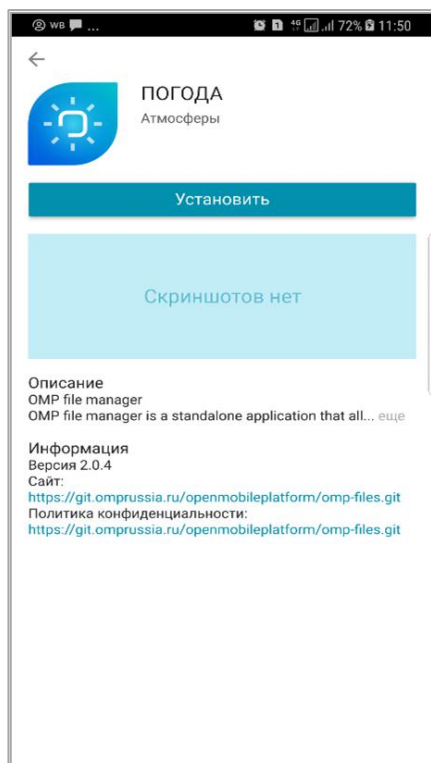 WB ... 4G 72% 11:50
ПОГОДА
Атмосферы
Установить
Скриншотов нет
Описание
OMP file manager
OMP file manager is a standalone application that all... еще
Информация
Версия 2.0.4
Сайт:
https://git.omprussia.ru/openmobileplatform/omp-files.git
Политика конфиденциальности:
https://git.omprussia.ru/openmobileplatform/omp-files.git